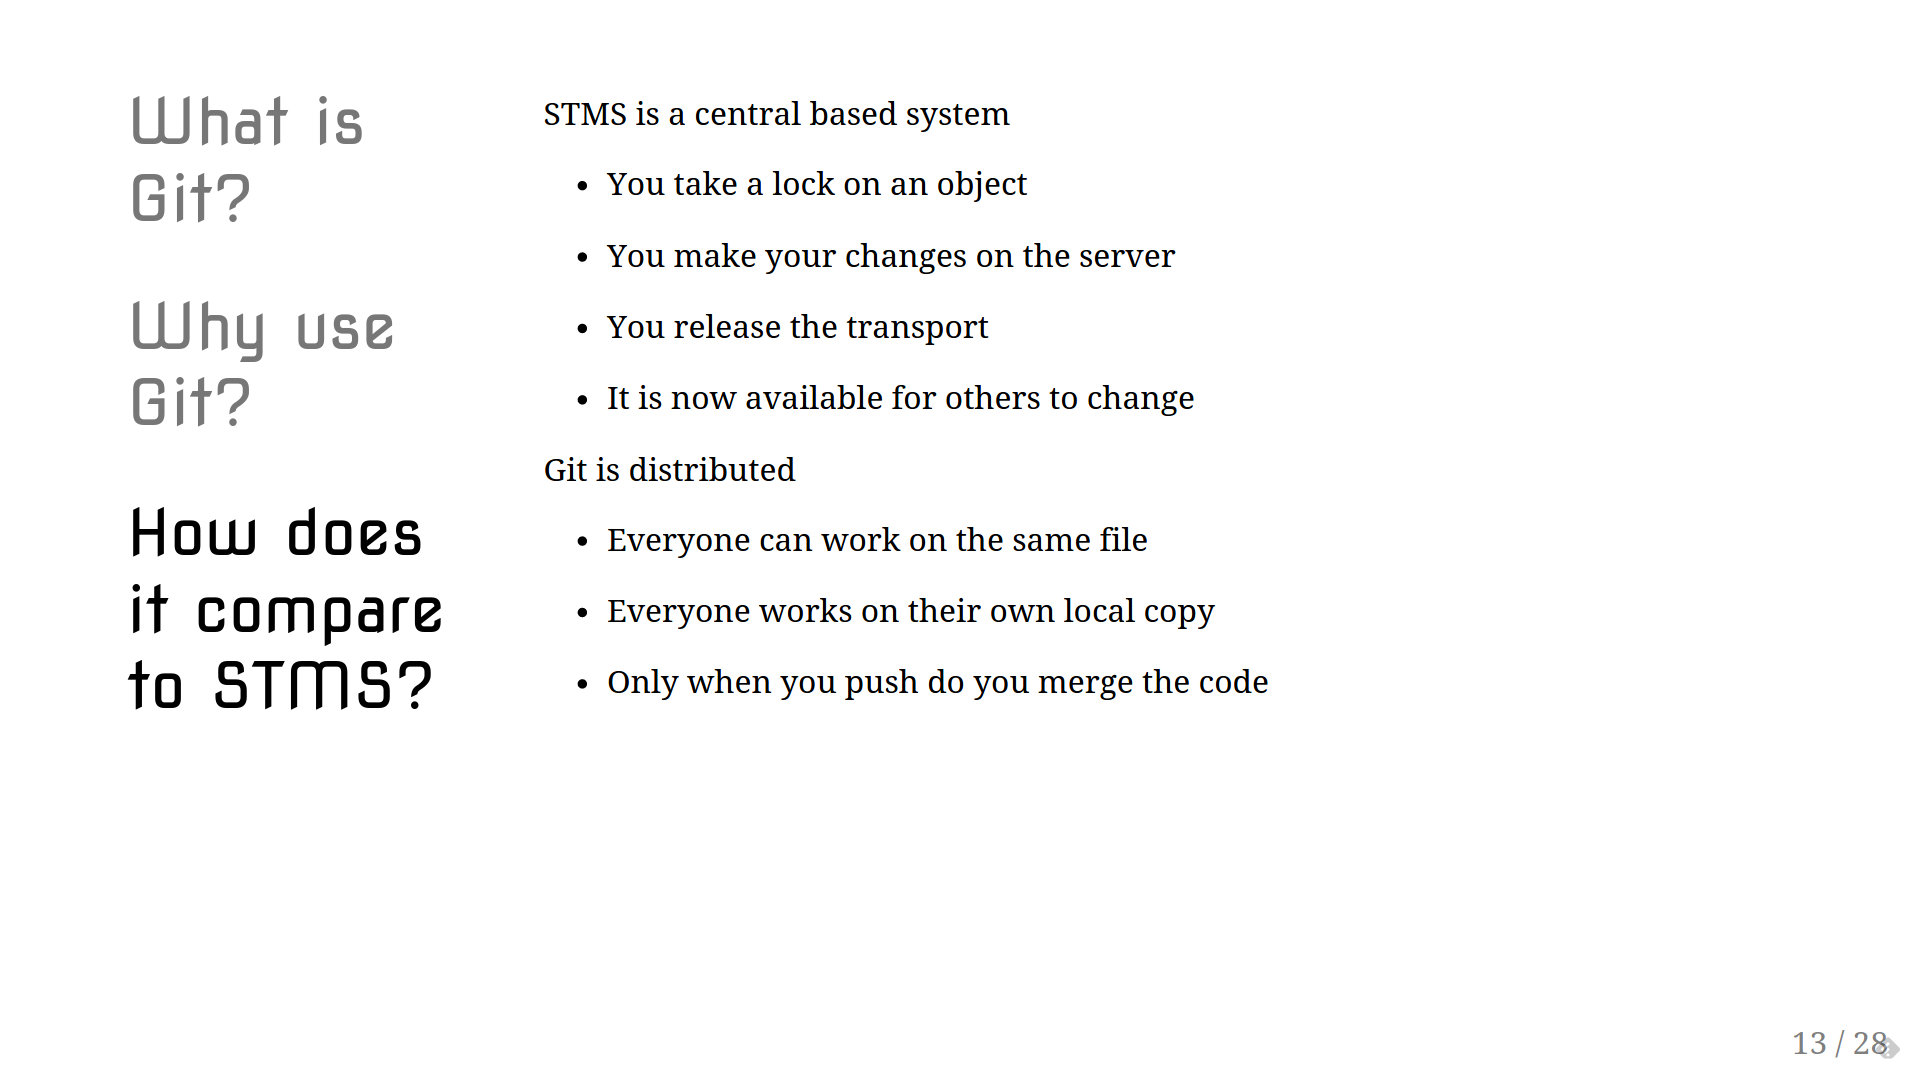 What is
Git?
Why use
Git?
How does
it compare
to STMS?
STMS is a central based system
• You take a lock on an object
• You make your changes on the server
• You release the transport
• It is now available for others to change
Git is distributed
• Everyone can work on the same file
• Everyone works on their own local copy
• Only when you push do you merge the code
13 / 28